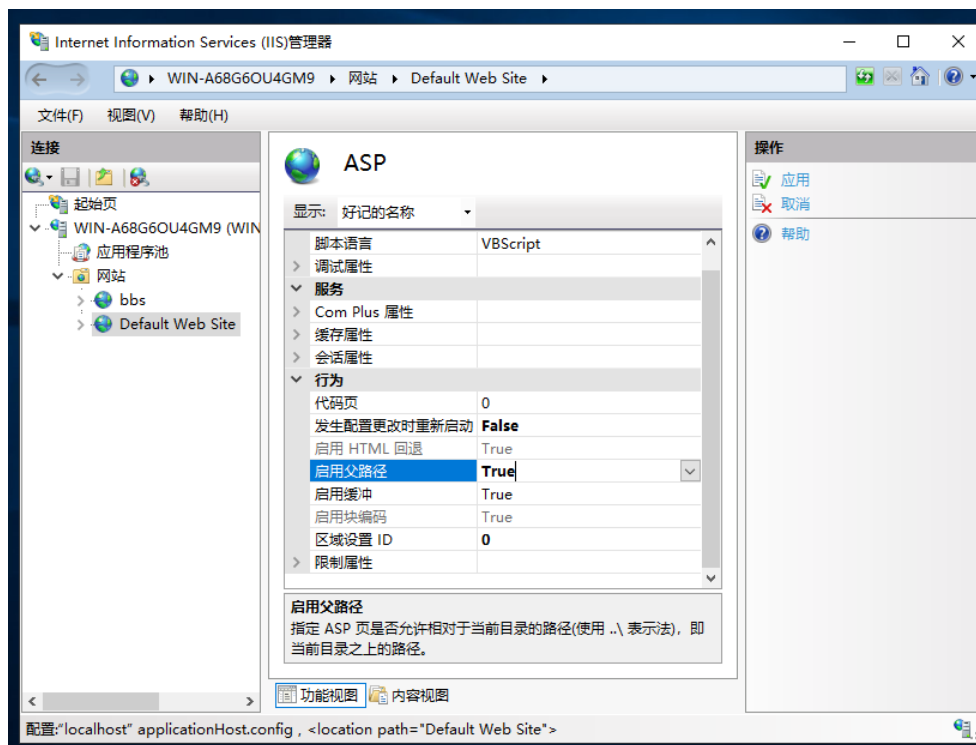 Internet Information Services (IIS)管理器
WIN-A68G6OU4GM9 网站 Default Web Site
文件(F) 视图(V) 帮助(H)
连接
起始页
WIN-A68G6OU4GM9 (WIN
应用程序池
网站
bbs
Default Web Site
ASP
显示: 好记的名称
脚本语言 VBScript
调试属性
服务
Com Plus 属性
缓存属性
会话属性
行为
代码页 0
发生配置更改时重新启动 False
启用 HTML 回退 True
启用父路径 True
启用缓冲 True
启用块编码 True
区域设置 ID 0
限制属性
启用父路径
指定 ASP 页是否允许相对于当前目录的路径(使用 ..\ 表示法)，即
当前目录之上的路径。
功能视图 内容视图
操作
应用
取消
帮助
配置:"localhost" applicationHost.config , <location path="Default Web Site">